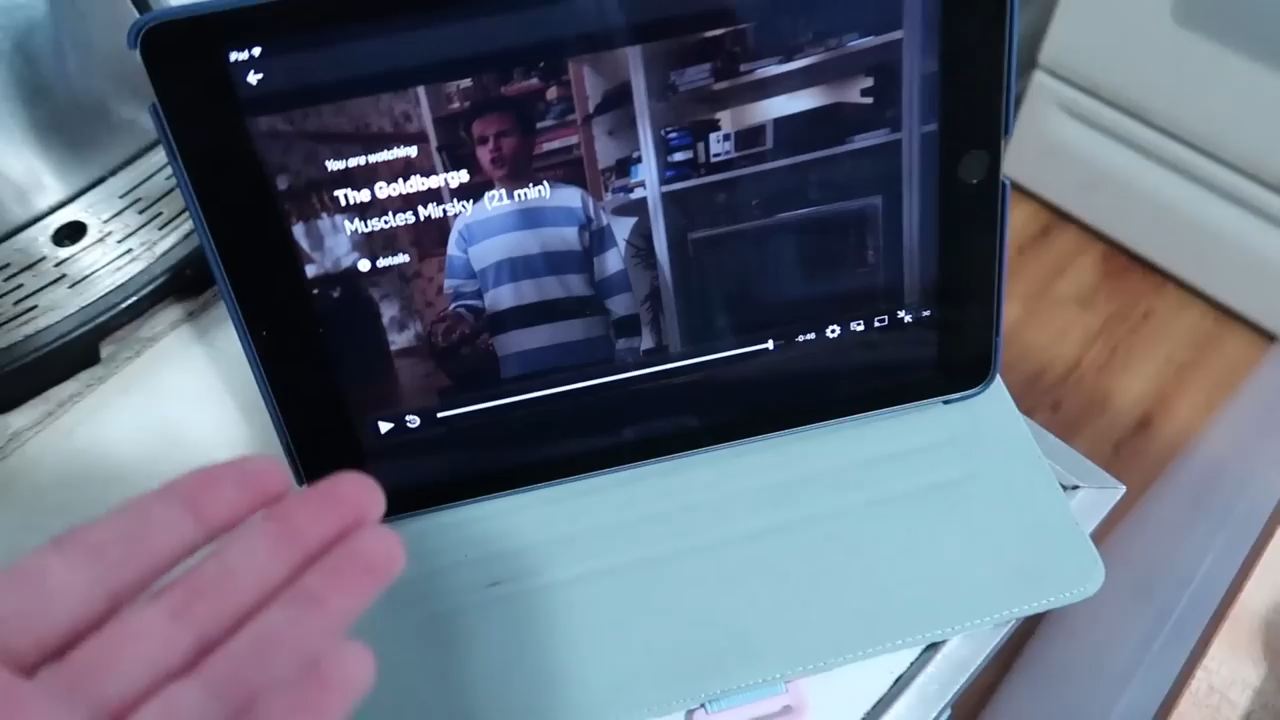 iPad
You are watching
The Goldbergs
Muscles Mirsky (21 min)
details
-0:46